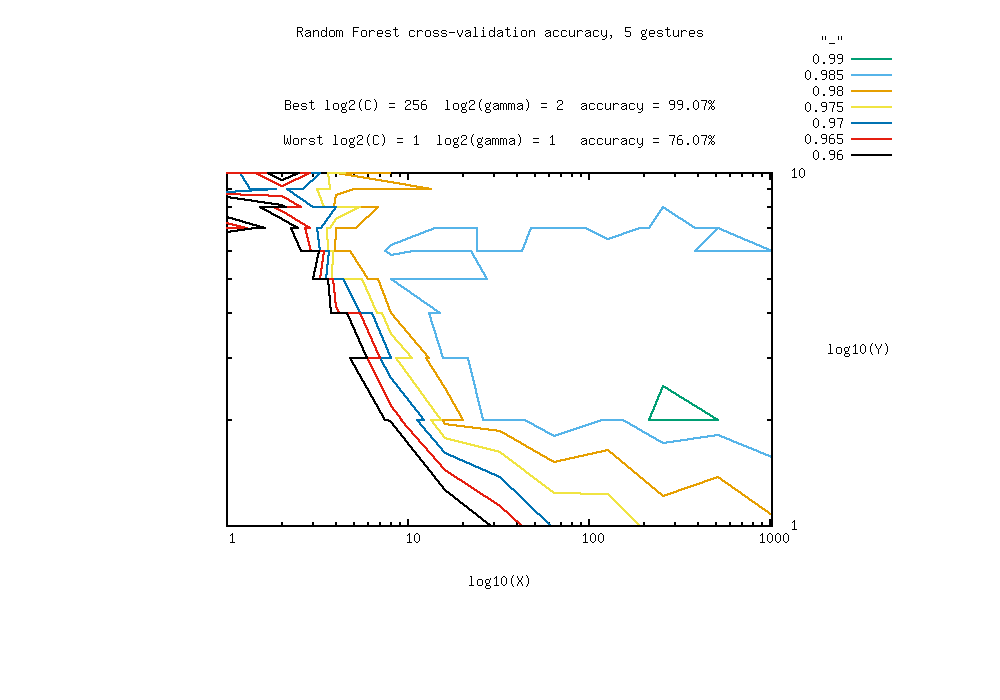 Random Forest cross-validation accuracy, 5 gestures
"_"
0.99
0.985
0.98
0.975
0.97
0.965
0.96
Best log2(C) = 256 log2(gamma) = 2 accuracy = 99.07%
Worst log2(C) = 1 log2(gamma) = 1 accuracy = 76.07%
10
log10(Y)
1
1 10 100 1000
log10(X)